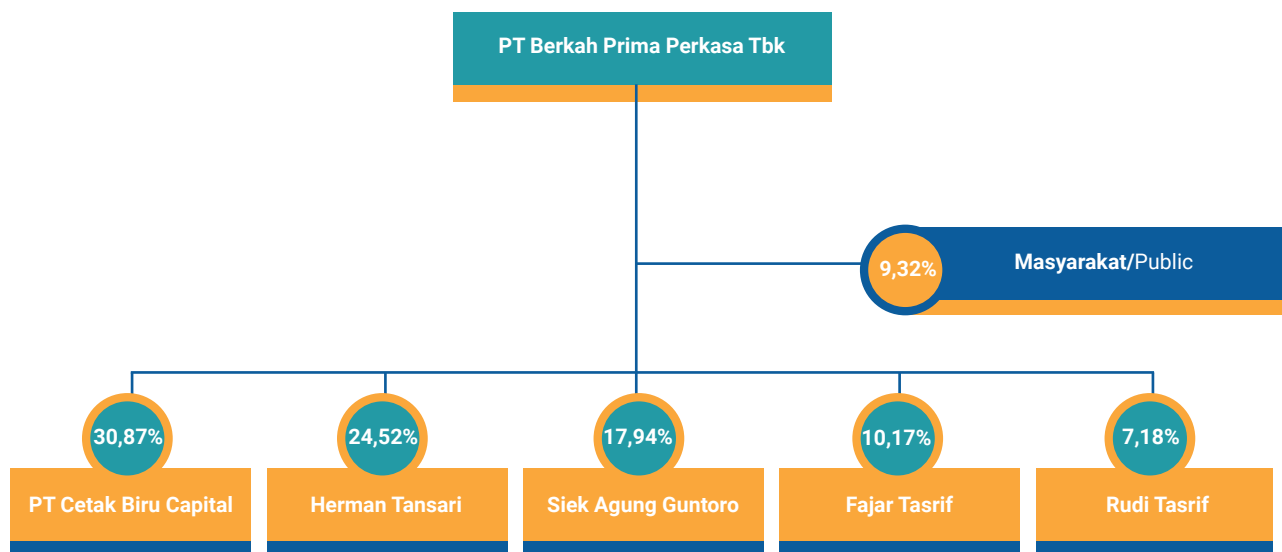 PT Berkah Prima Perkasa Tbk
9,32%
Masyarakat/Public
30,87%
24,52%
17,94%
10,17%
7,18%
PT Cetak Biru Capital
Herman Tansari
Siek Agung Guntoro
Fajar Tasrif
Rudi Tasrif